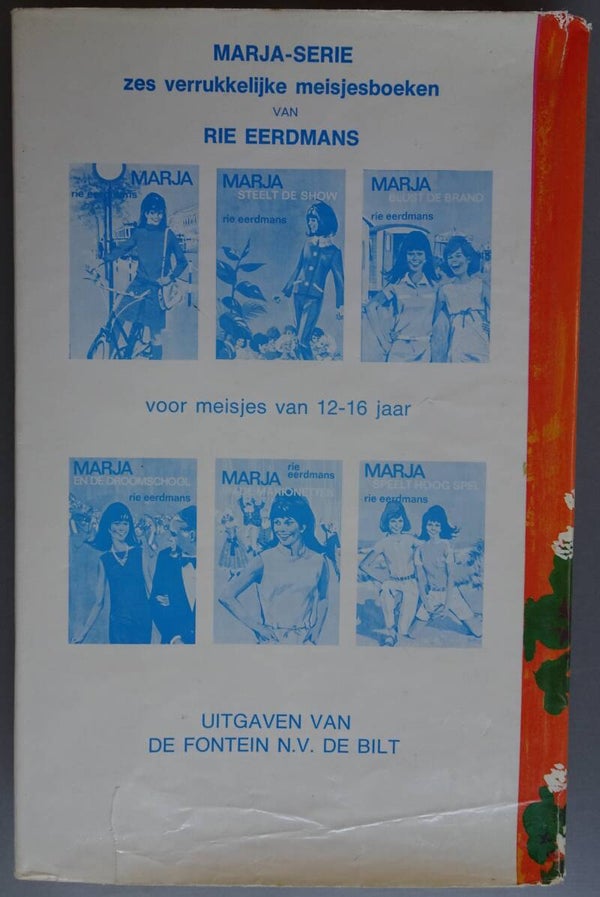 MARJA-SERIE
zes verrukkelijke meisjesboeken
VAN
RIE EERDMANS
MARJA
rie eerdmans
MARJA
STEELT DE SHOW
rie eerdmans
MARJA
BLUST DE BRAND
rie eerdmans
voor meisjes van 12-16 jaar
MARJA
EN DE DROOMSCHOOL
rie eerdmans
rie
eerdmans
MARJA
MARIONETTEN
MARJA
SPEELT HOOG SPEL
rie eerdmans
UITGAVEN VAN
DE FONTEIN N.V. DE BILT